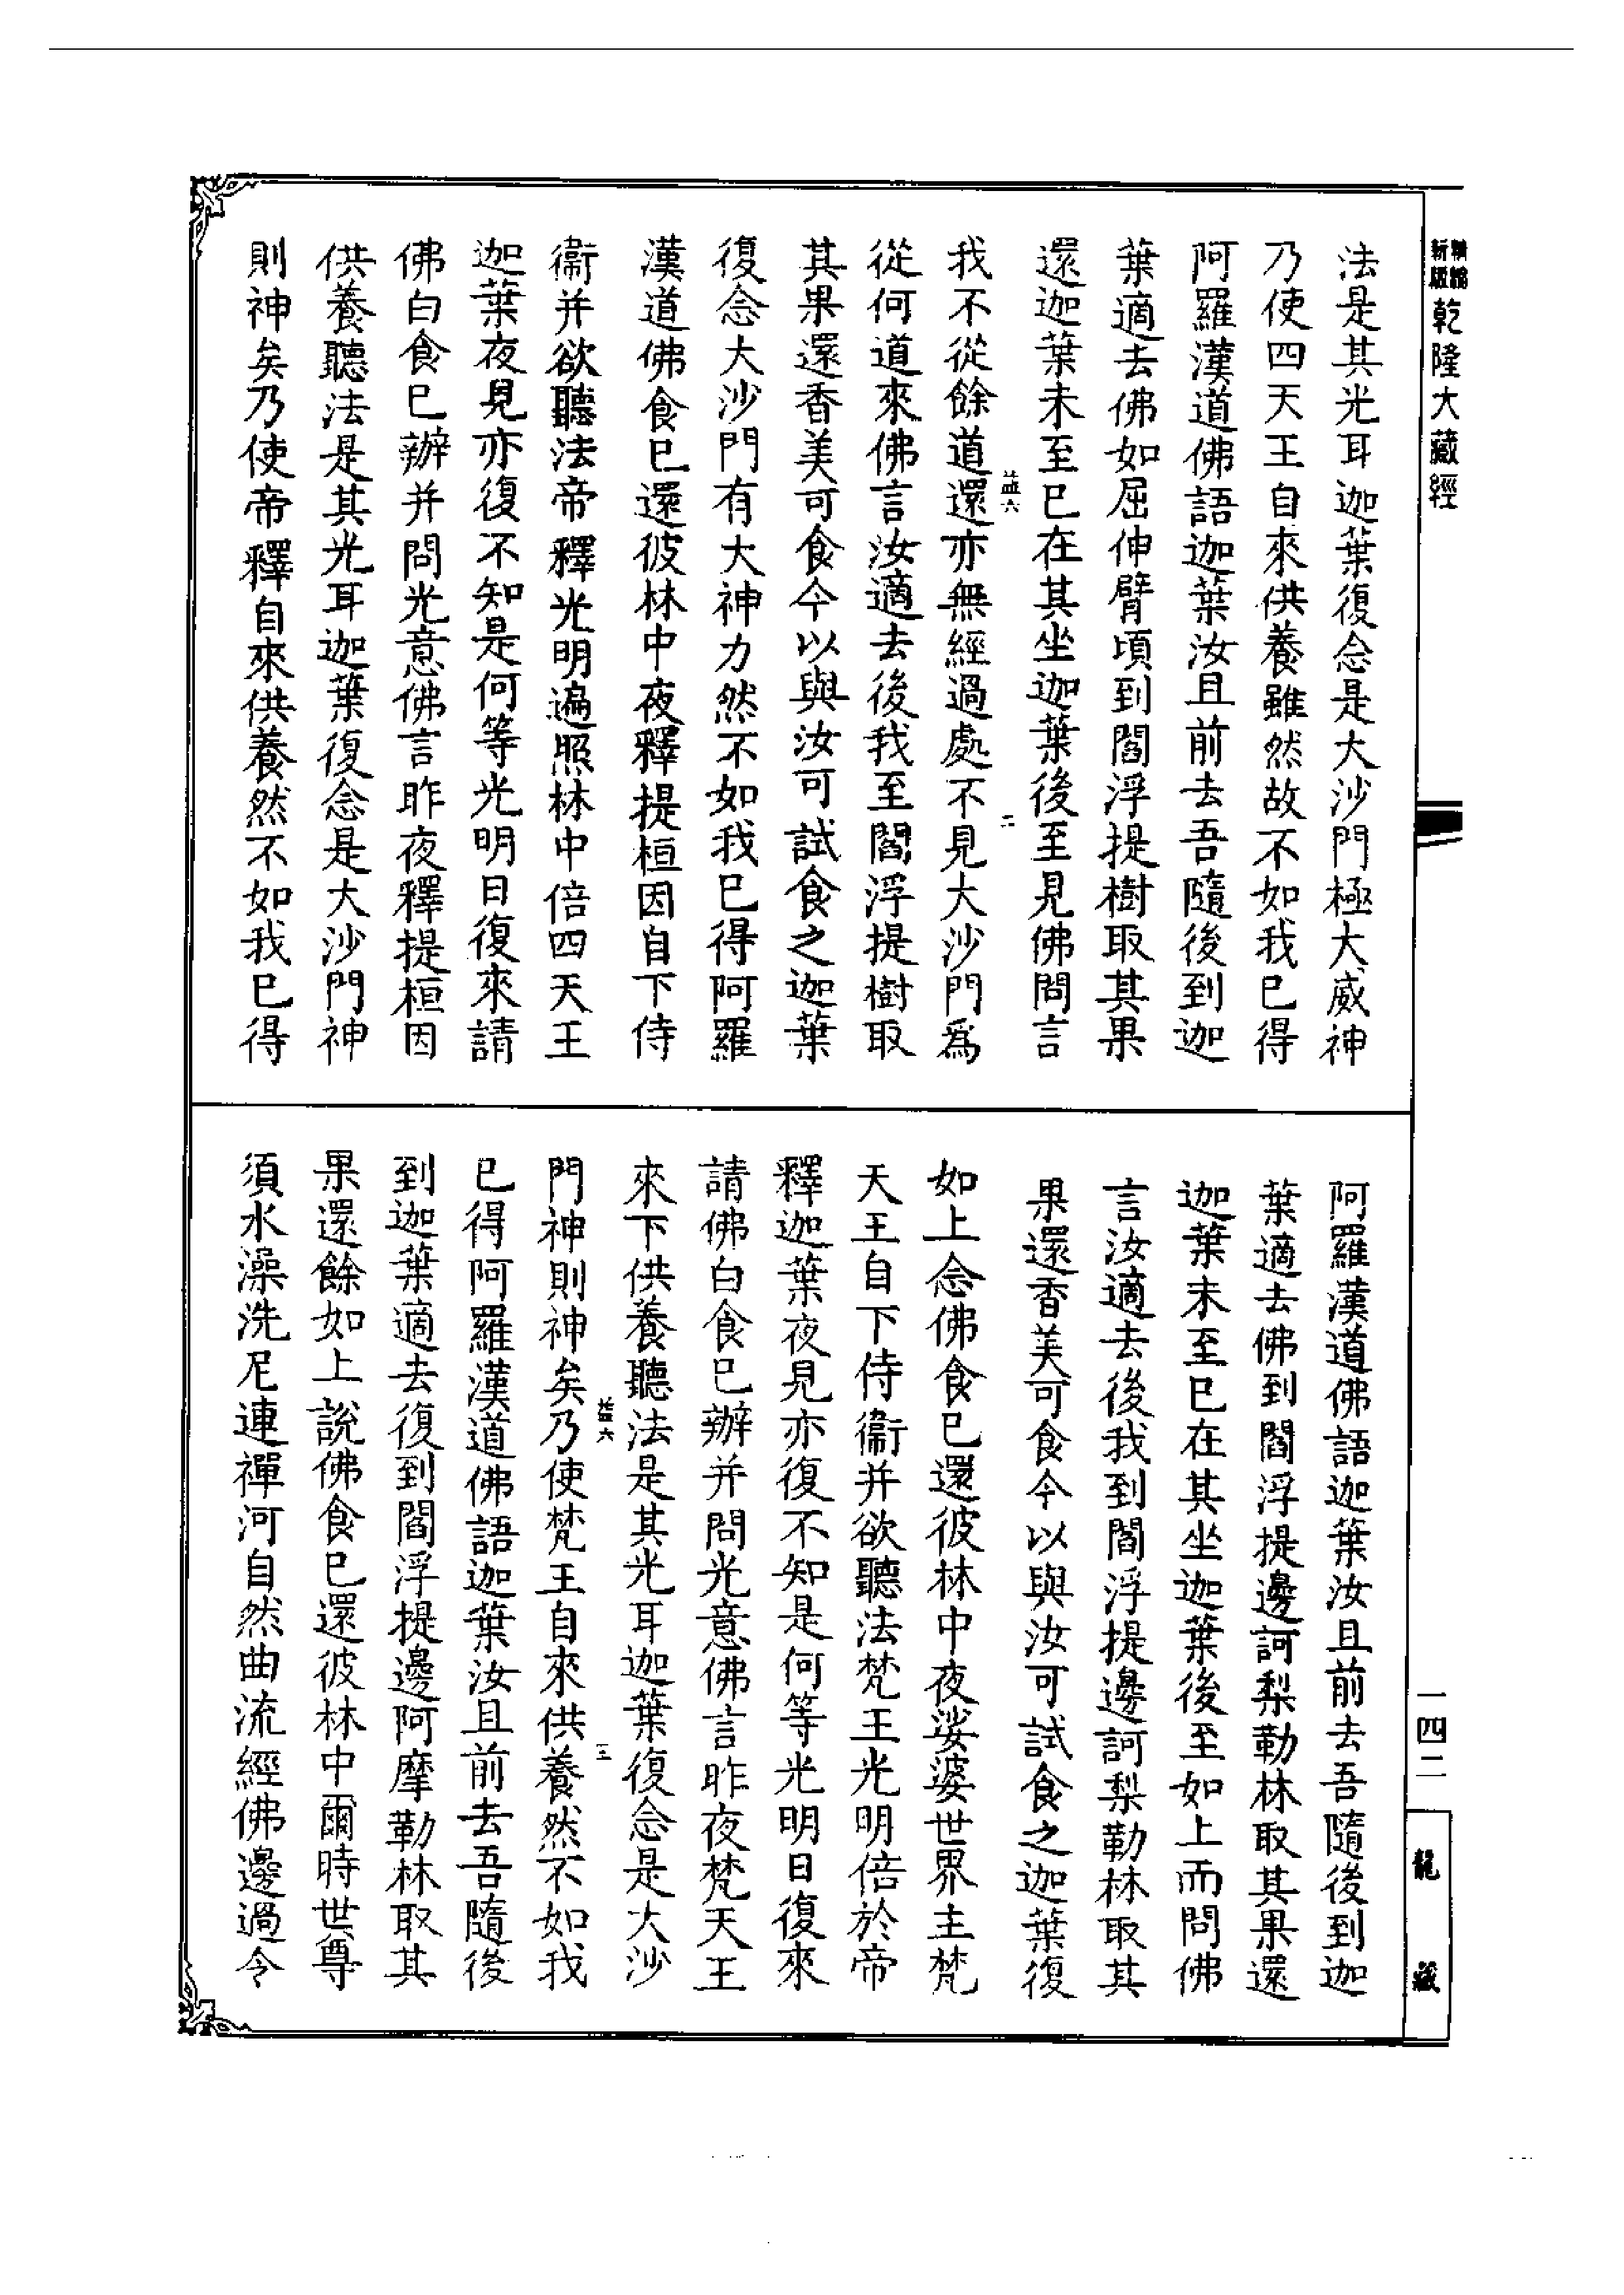 新版精縮乾隆大藏經
法是其光耳迦葉復念是大沙門極大威神
乃使四天王自來供養雖然故不如我已得
阿羅漢道佛語迦葉汝且前去吾隨後到迦
葉適去佛如屈伸臂頃到閻浮提樹取其果
還迦葉未至已在其坐迦葉後至見佛問言
益六
二
我不從餘道還亦無經過處不見大沙門爲
從何道來佛言汝適去後我至閻浮提樹取
其果還香美可食今以與汝可試食之迦葉
復念大沙門有大神力然不如我已得阿羅
漢道佛食已還彼林中夜釋提桓因自下侍
衞并欲聽法帝釋光明遍照林中倍四天王
迦葉夜見亦復不知是何等光明日復來請
佛白食已辦并問光意佛言昨夜釋提桓因
供養聽法是其光耳迦葉復念是大沙門神
則神矣乃使帝釋自來供養然不如我已得
阿羅漢道佛語迦葉汝且前去吾隨後到迦
葉適去佛到閻浮提邊訶梨勒林取其果還
迦葉未至已在其坐迦葉後至如上而問佛
言汝適去後我到閻浮提邊訶梨勒林取其
果還香美可食今以與汝可試食之迦葉復
如上念佛食已還彼林中夜娑婆世界主梵
天王自下侍衞并欲聽法梵王光明倍於帝
釋迦葉夜見亦復不知是何等光明日復來
請佛白食已辦并問光意佛言昨夜梵天王
來下供養聽法是其光耳迦葉復念是大沙
益六
三
門神則神矣乃使梵王自來供養然不如我
已得阿羅漢道佛語迦葉汝且前去吾隨後
到迦葉適去復到閻浮提邊阿摩勒林取其
果還餘如上說佛食已還彼林中爾時世尊
須水澡洗尼連禪河自然曲流經佛邊過令
一四二
龍藏